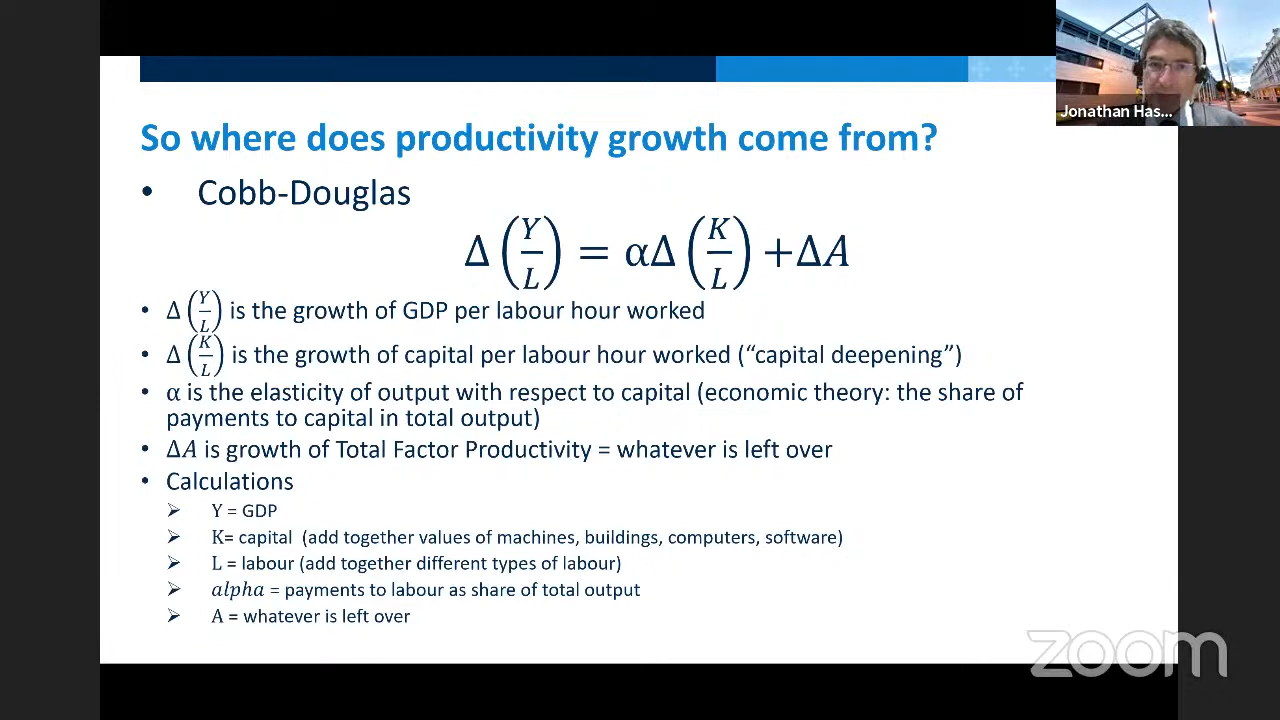 Jonathan Has...
So where does productivity growth come from?
• Cobb-Douglas
Δ(Y/L) = αΔ(K/L) +ΔA
• Δ(Y/L) is the growth of GDP per labour hour worked
• Δ(K/L) is the growth of capital per labour hour worked (“capital deepening”)
• α is the elasticity of output with respect to capital (economic theory: the share of
payments to capital in total output)
• ΔA is growth of Total Factor Productivity = whatever is left over
• Calculations
➢ Y = GDP
➢ K= capital (add together values of machines, buildings, computers, software)
➢ L = labour (add together different types of labour)
➢ alpha = payments to labour as share of total output
➢ A = whatever is left over
zoom